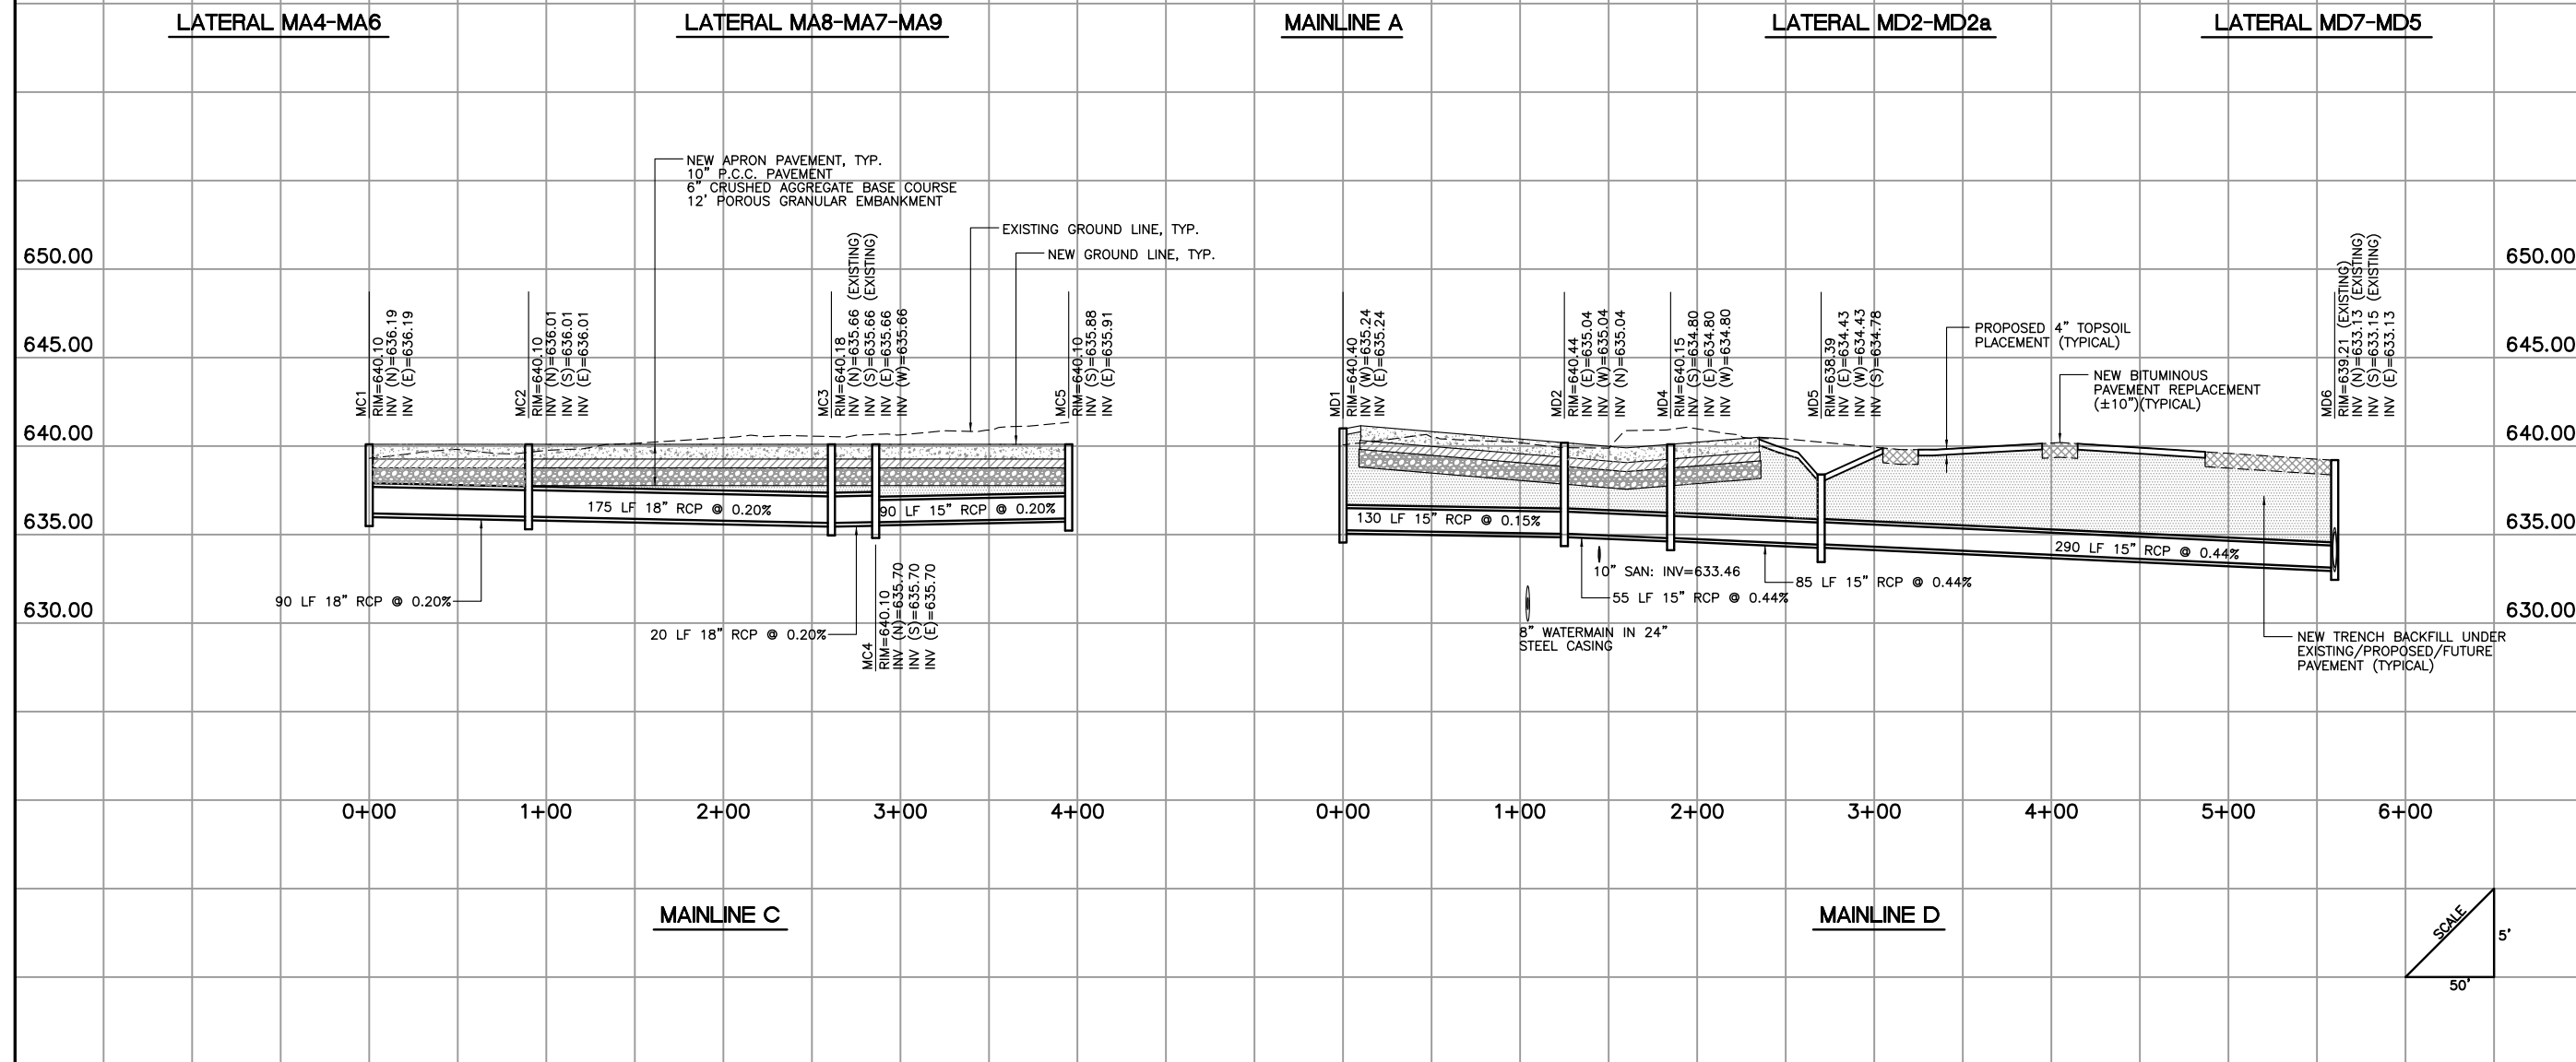 LATERAL MA4-MA6
LATERAL MA8-MA7-MA9
MAINLINE A
LATERAL MD2-MD2a
LATERAL MD7-MD5
NEW APRON PAVEMENT, TYP.
10" P.C.C. PAVEMENT
6" CRUSHED AGGREGATE BASE COURSE
12' POROUS GRANULAR EMBANKMENT
EXISTING GROUND LINE, TYP.
NEW GROUND LINE, TYP.
650.00
645.00
640.00
635.00
630.00
MC1
RIM=640.10
INV (N)=636.19
INV (E)=636.19
MC2
RIM=640.10
INV (N)=636.01
INV (S)=636.01
INV (E)=636.01
MC3
RIM=640.18
INV (N)=635.66 (EXISTING)
INV (S)=635.66 (EXISTING)
INV (E)=635.66
INV (W)=635.66
MC5
RIM=640.10
INV (S)=635.88
INV (E)=635.91
175 LF 18" RCP @ 0.20%
90 LF 15" RCP @ 0.20%
90 LF 18" RCP @ 0.20%
20 LF 18" RCP @ 0.20%
MC4
RIM=640.10
INV (N)=635.70
INV (S)=635.70
INV (E)=635.70
0+00
1+00
2+00
3+00
4+00
MAINLINE C
MD1
RIM=640.40
INV (W)=635.24
INV (E)=635.24
MD2
RIM=640.44
INV (E)=635.04
INV (W)=635.04
INV (N)=635.04
MD4
RIM=640.15
INV (S)=634.80
INV (E)=634.80
INV (W)=634.80
MD5
RIM=638.39
INV (E)=634.43
INV (W)=634.43
INV (S)=634.78
PROPOSED 4" TOPSOIL
PLACEMENT (TYPICAL)
NEW BITUMINOUS
PAVEMENT REPLACEMENT
(±10")(TYPICAL)
MD6
RIM=639.21 (EXISTING)
INV (N)=633.13 (EXISTING)
INV (S)=633.15 (EXISTING)
INV (E)=633.13
650.00
645.00
640.00
635.00
630.00
130 LF 15" RCP @ 0.15%
10" SAN: INV=633.46
55 LF 15" RCP @ 0.44%
85 LF 15" RCP @ 0.44%
290 LF 15" RCP @ 0.44%
8" WATERMAIN IN 24"
STEEL CASING
NEW TRENCH BACKFILL UNDER
EXISTING/PROPOSED/FUTURE
PAVEMENT (TYPICAL)
0+00
1+00
2+00
3+00
4+00
5+00
6+00
MAINLINE D
SCALE
5'
50'